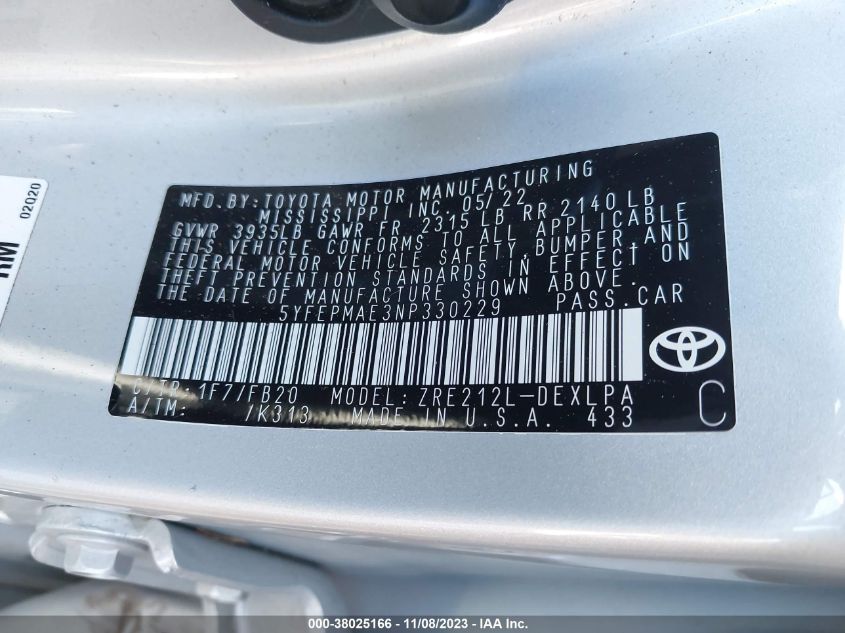 02020
RM
MFD.BY:TOYOTA MOTOR MANUFACTURING
MISSISSIPPI INC 05/22
GVWR 3935LB GAWR FR 2315 LB RR 2140 LB
THIS VEHICLE CONFORMS TO ALL APPLICABLE
FEDERAL MOTOR VEHICLE SAFETY,BUMPER,AND
THEFT PREVENTION STANDARDS IN EFFECT ON
THE DATE OF MANUFACTURE SHOWN ABOVE.
5YFEPMAE3NP330229 PASS.CAR
C/TR 1F7/FB20 MODEL:ZRE212L-DEXLPA
A/TM: /K313 MADE IN U.S.A. 433
C
000-38025166 - 11/08/2023 - © IAA Inc.